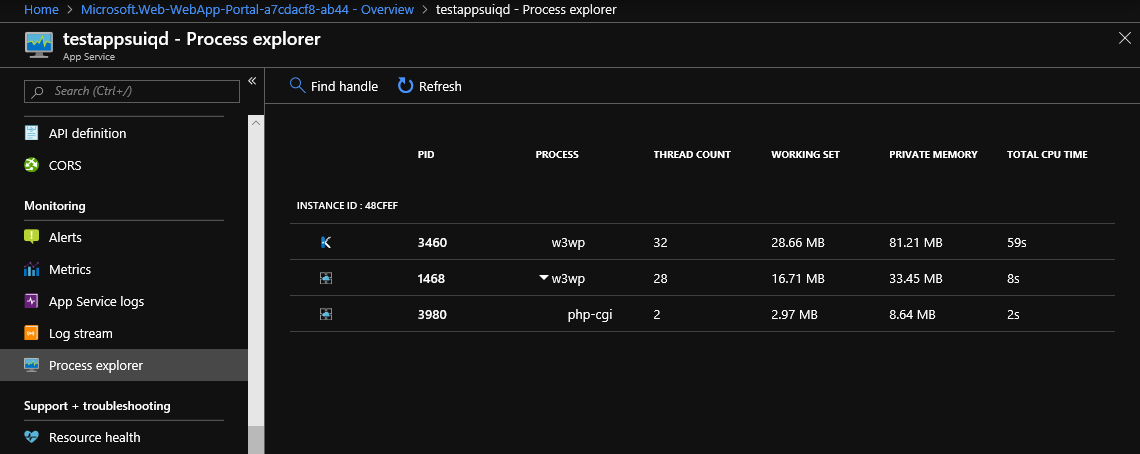 Home > Microsoft.Web-WebApp-Portal-a7cdacf8-ab44 - Overview > testappsuiqd - Process explorer
testappsuiqd - Process explorer
App Service
Search (Ctrl+/)
API definition
CORS
Monitoring
Alerts
Metrics
App Service logs
Log stream
Process explorer
Support + troubleshooting
Resource health
Find handle Refresh
PID PROCESS THREAD COUNT WORKING SET PRIVATE MEMORY TOTAL CPU TIME
INSTANCE ID : 48CFEF
3460 w3wp 32 28.66 MB 81.21 MB 59s
1468 w3wp 28 16.71 MB 33.45 MB 8s
3980 php-cgi 2 2.97 MB 8.64 MB 2s